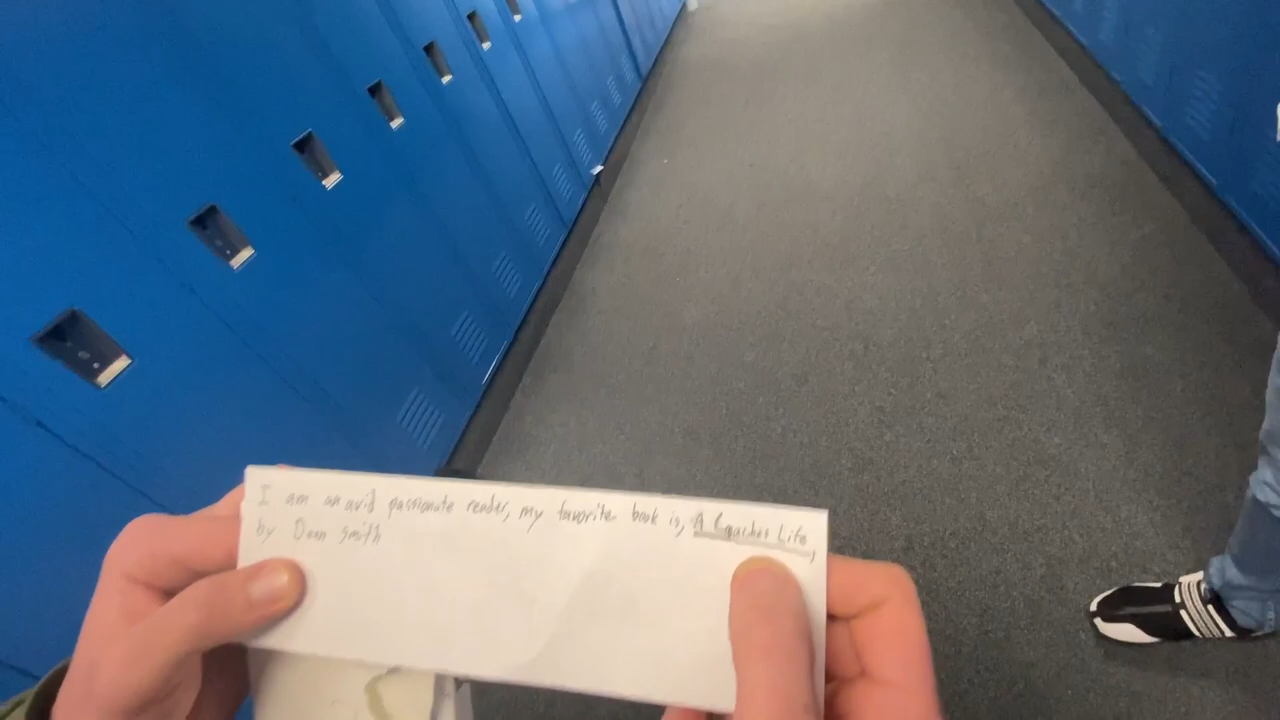 I am an avid passionate reader, my favorite book is, A Coaches Life,
by Dean Smith